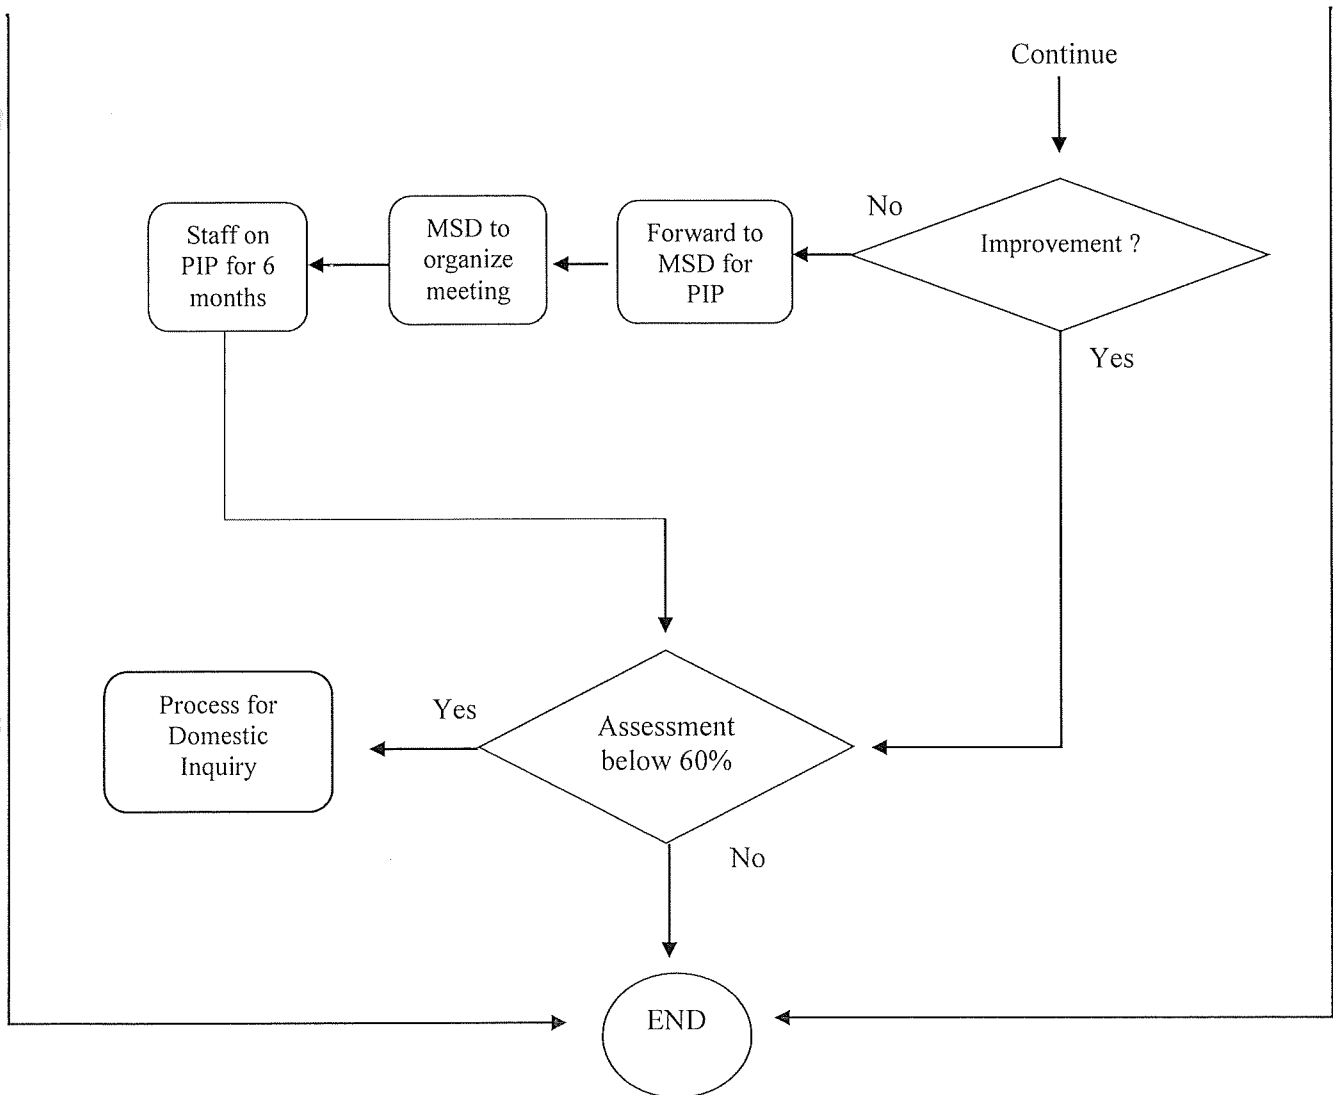 Continue
No
Improvement ?
Forward to
MSD for
PIP
MSD to
organize
meeting
Staff on
PIP for 6
months
Yes
Assessment
below 60%
Yes
Process for
Domestic
Inquiry
No
END